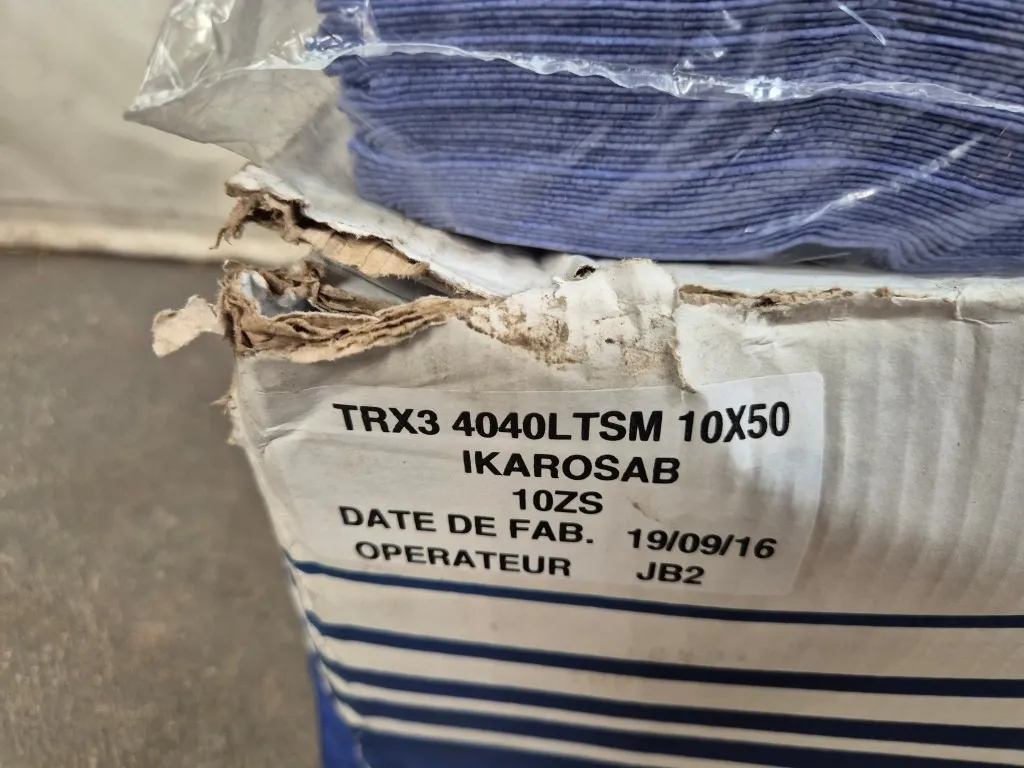 TRX3 4040LTSM 10X50
IKAROSAB
10ZS
DATE DE FAB. 19/09/16
OPERATEUR JB2